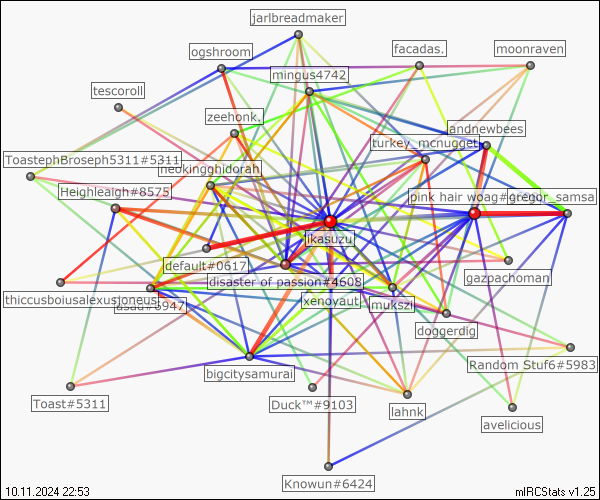 jarlbreadmaker
ogshroom
facadas.
moonraven
mingus4742
tescoroll
zeehonk.
andnewbees
turkey_mcnugget
ToastephBroseph5311#5311
neokingghidorah
Heighleaigh#8575
pink hair woag#
gregor_samsa
ikasuzu
default#0617
gazpachoman
disaster of passion#4608
thiccusboiusalexusjoneus
#6947
xenoyaut
mukszi
doggerdig
Random Stuf6#5983
bigcitysamurai
Toast#5311
Duck™#9103
lahnk
avelicious
Knowun#6424
10.11.2024 22:53
mIRCStats v1.25